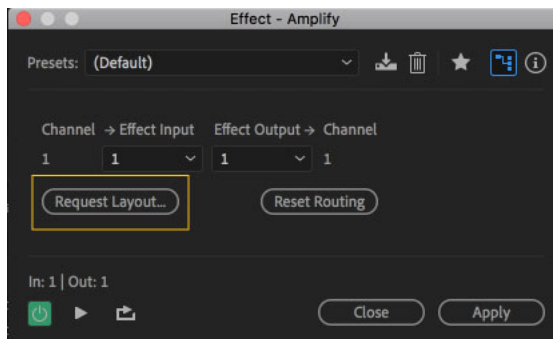 Effect - Amplify
Presets: (Default)
Channel → Effect Input Effect Output → Channel
1 1 1 1
Request Layout... Reset Routing
In: 1 | Out: 1
Close Apply